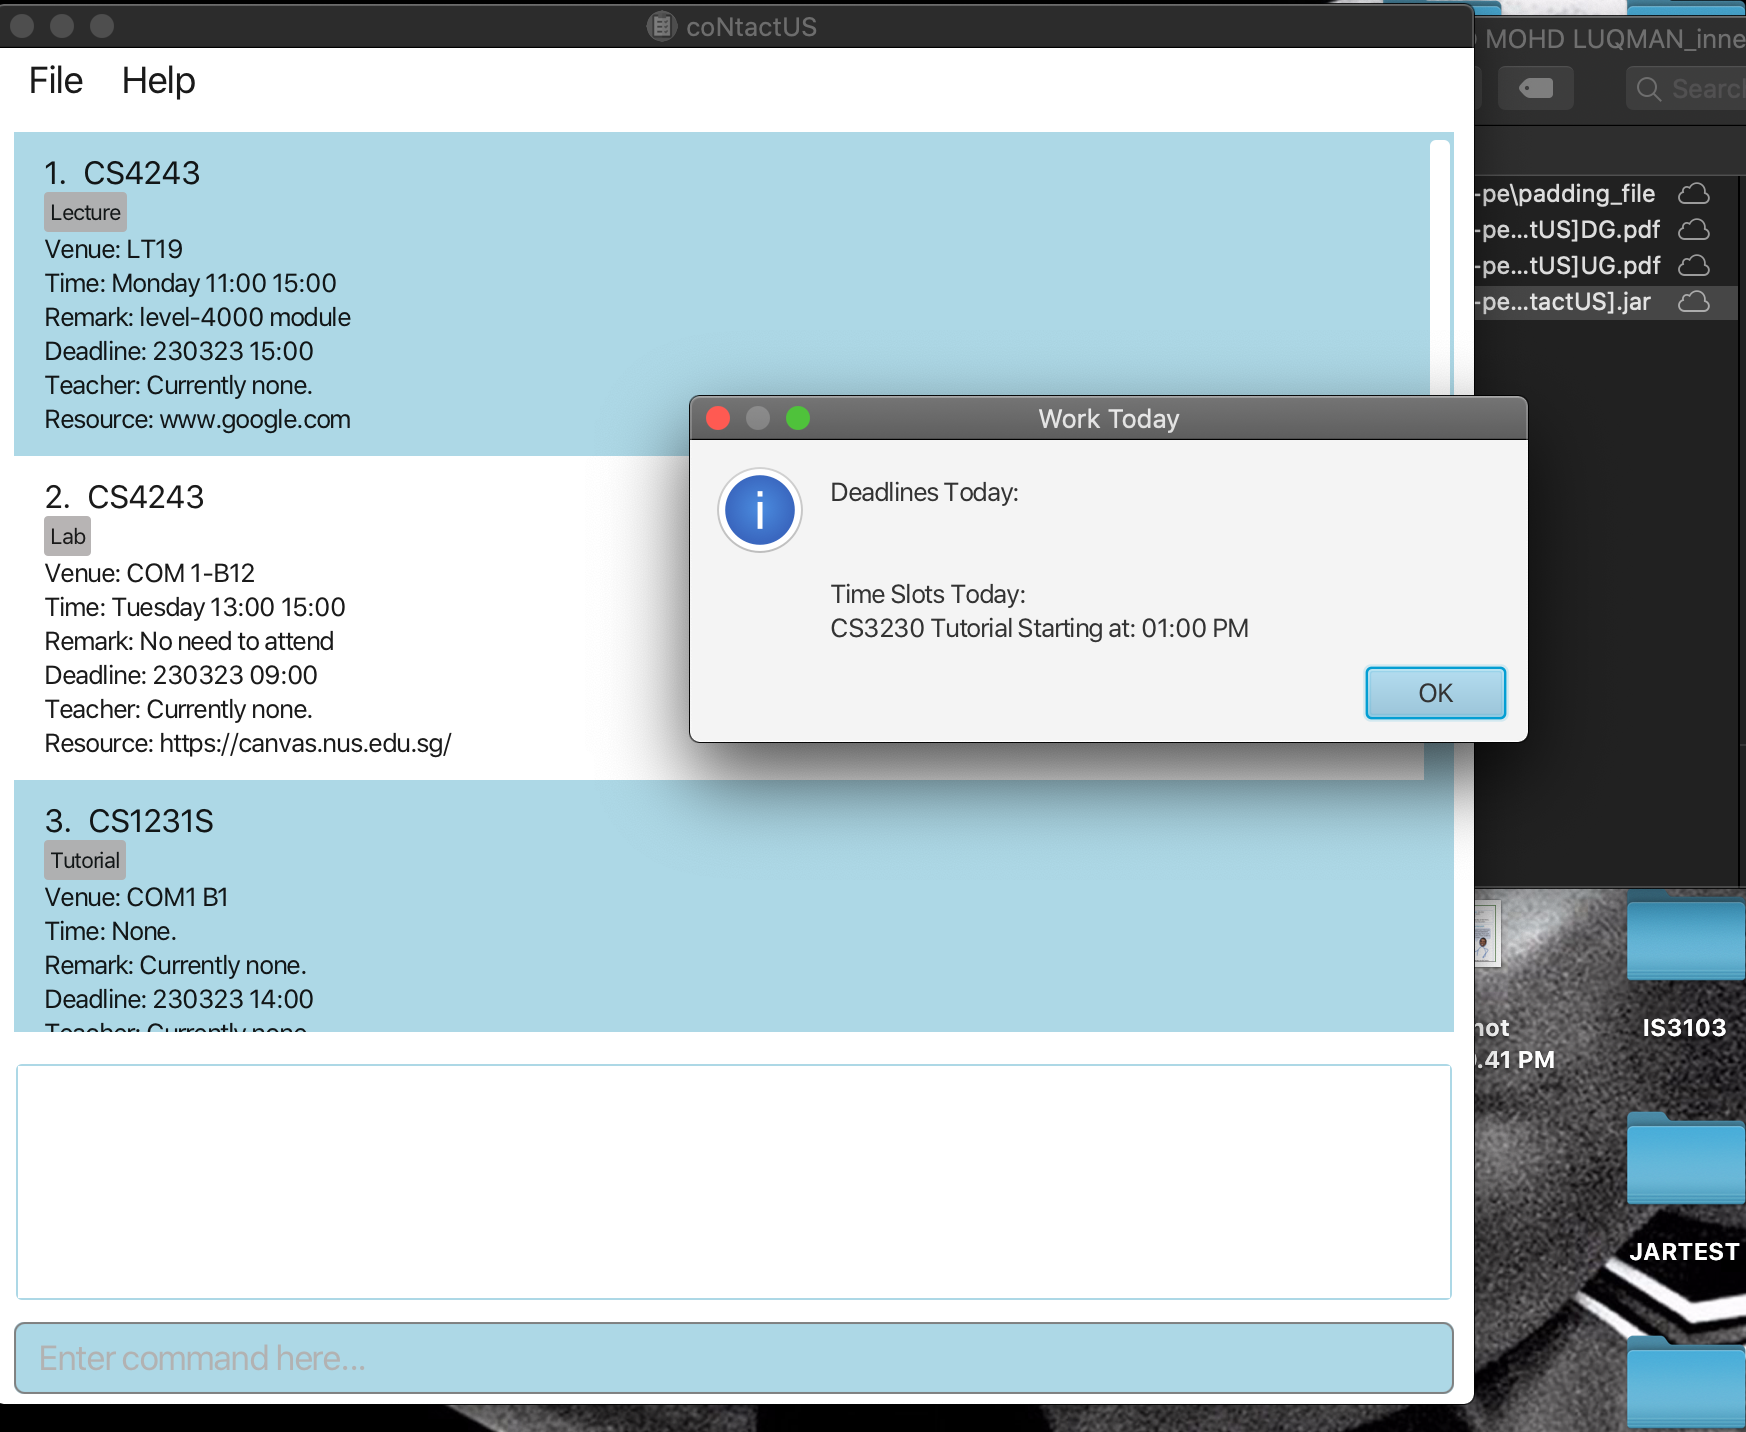 coNtactUS
MOHD LUQMAN_inne
File Help
Search
1. CS4243
Lecture
Venue: LT19
Time: Monday 11:00 15:00
Remark: level-4000 module
Deadline: 230323 15:00
Teacher: Currently none.
Resource: www.google.com
2. CS4243
Lab
Venue: COM 1-B12
Time: Tuesday 13:00 15:00
Remark: No need to attend
Deadline: 230323 09:00
Teacher: Currently none.
Resource: https://canvas.nus.edu.sg/
3. CS1231S
Tutorial
Venue: COM1 B1
Time: None.
Remark: Currently none.
Deadline: 230323 14:00
Teacher: Currently none.
Enter command here...
Work Today
Deadlines Today:
Time Slots Today:
CS3230 Tutorial Starting at: 01:00 PM
OK
-pe\padding_file
-pe...tUS]DG.pdf
-pe...tUS]UG.pdf
-pe...tactUS].jar
.41 PM
IS3103
JARTEST